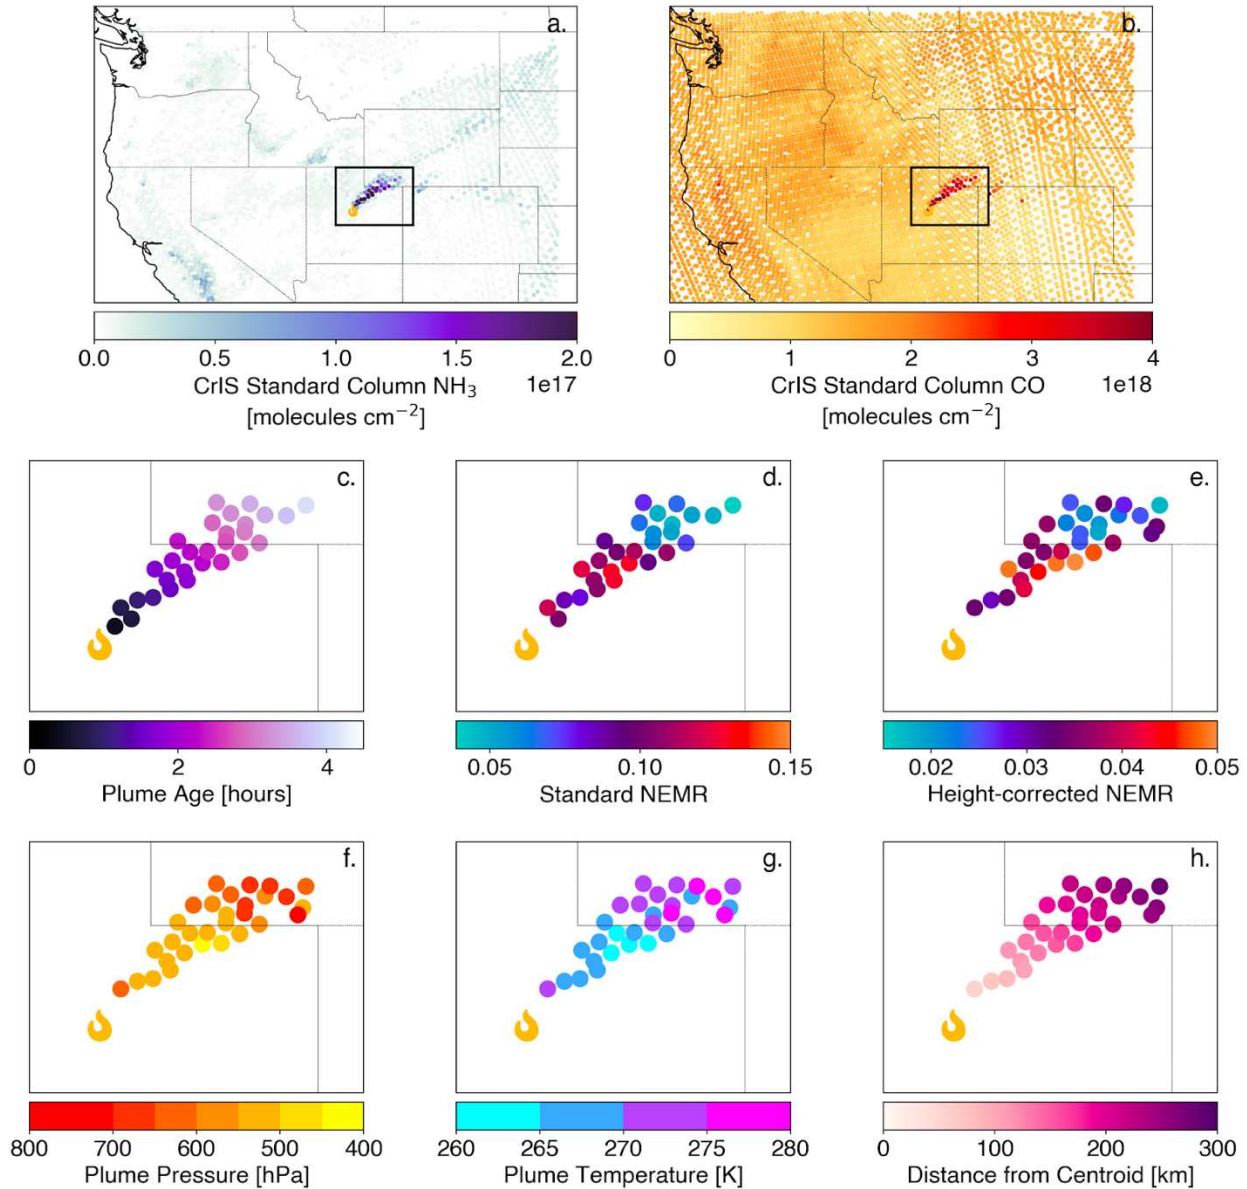 a.
b.
0.0 0.5 1.0 1.5 2.0
0 1 2 3 4
CrIS Standard Column NH₃ 1e17
[molecules cm⁻²]
CrIS Standard Column CO 1e18
[molecules cm⁻²]
c.
d.
e.
0 2 4
Plume Age [hours]
0.05 0.10 0.15
Standard NEMR
0.02 0.03 0.04 0.05
Height-corrected NEMR
f.
g.
h.
800 700 600 500 400
Plume Pressure [hPa]
260 265 270 275 280
Plume Temperature [K]
0 100 200 300
Distance from Centroid [km]